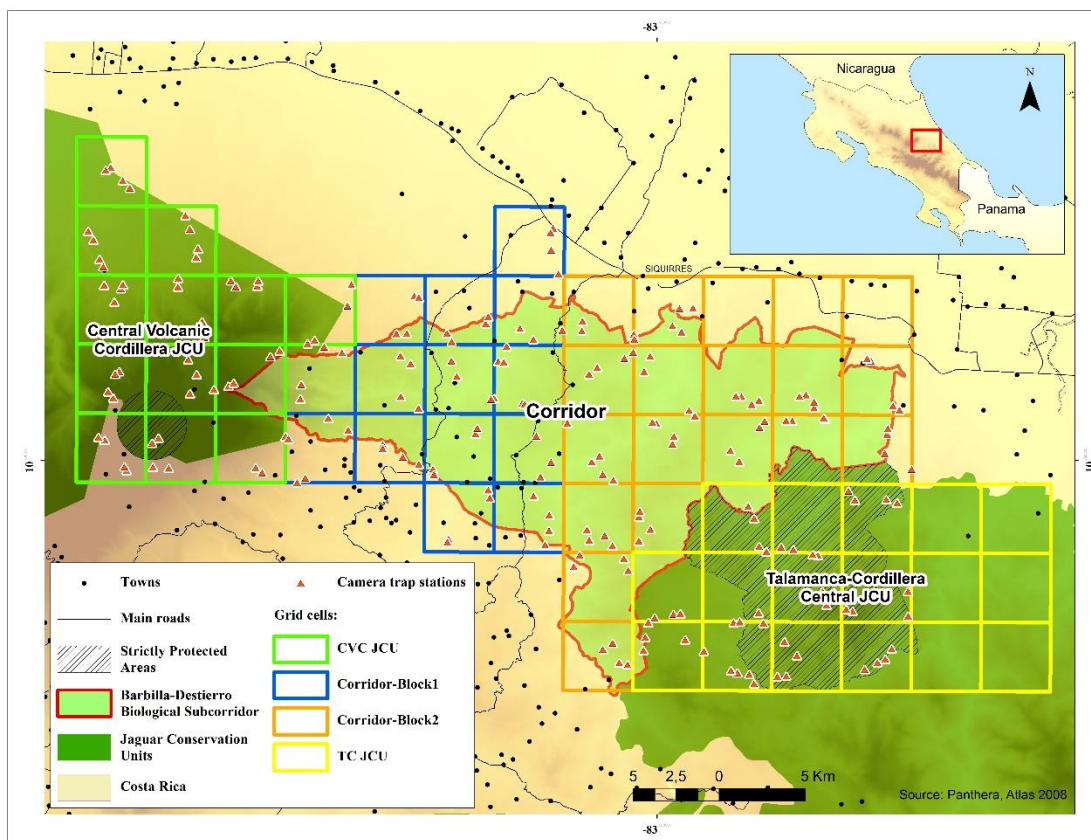 -83
Nicaragua
N
Panama
SIQUIRRES
Central Volcanic
Cordillera JCU
Corridor
10
10
Talamanca-Cordillera
Central JCU
Towns
Main roads
Strictly Protected
Areas
Barbilla-Destierro
Biological Subcorridor
Jaguar Conservation
Units
Costa Rica
Camera trap stations
Grid cells:
CVC JCU
Corridor-Block1
Corridor-Block2
TC JCU
5 2,5 0 5 Km
Source: Panthera, Atlas 2008
-83